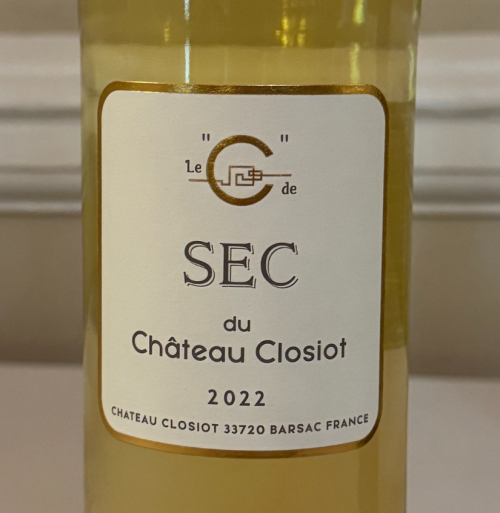 Le "C" de
SEC
du
Château Closiot
2022
CHATEAU CLOSIOT 33720 BARSAC FRANCE